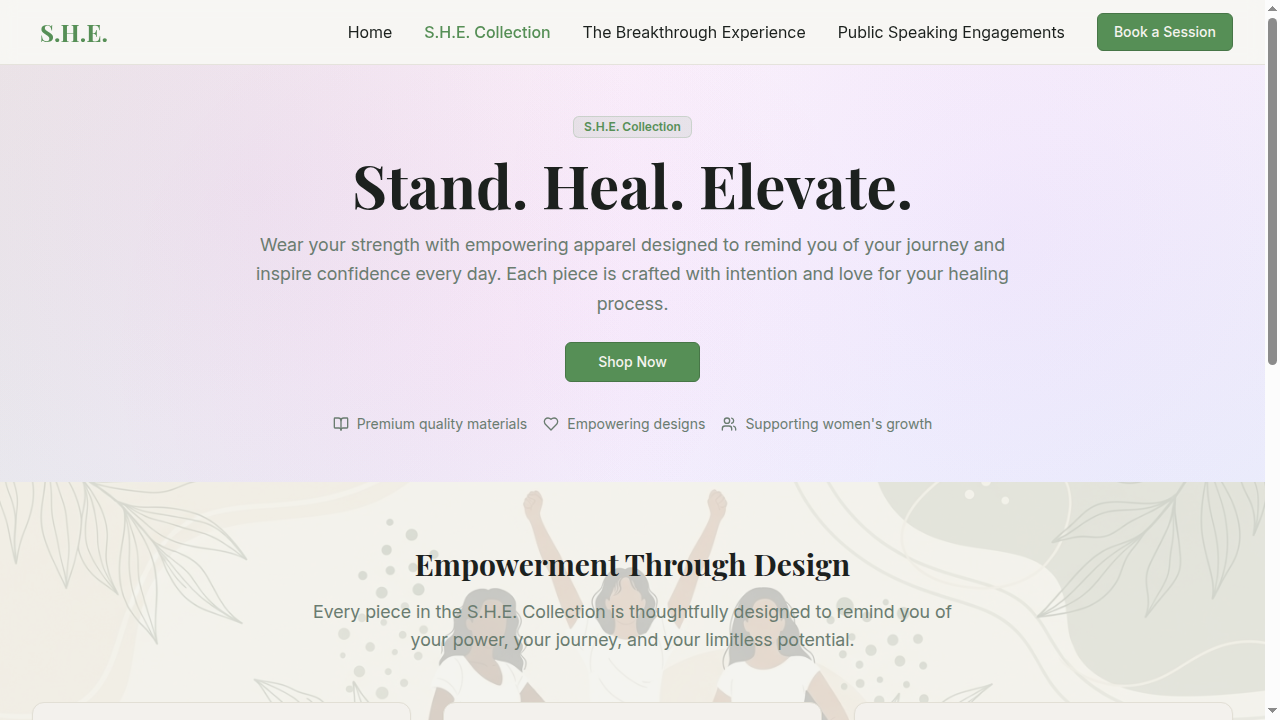 S.H.E.
Home
S.H.E. Collection
The Breakthrough Experience
Public Speaking Engagements
Book a Session
S.H.E. Collection
Stand. Heal. Elevate.
Wear your strength with empowering apparel designed to remind you of your journey and
inspire confidence every day. Each piece is crafted with intention and love for your healing
process.
Shop Now
Premium quality materials
Empowering designs
Supporting women's growth
Empowerment Through Design
Every piece in the S.H.E. Collection is thoughtfully designed to remind you of
your power, your journey, and your limitless potential.